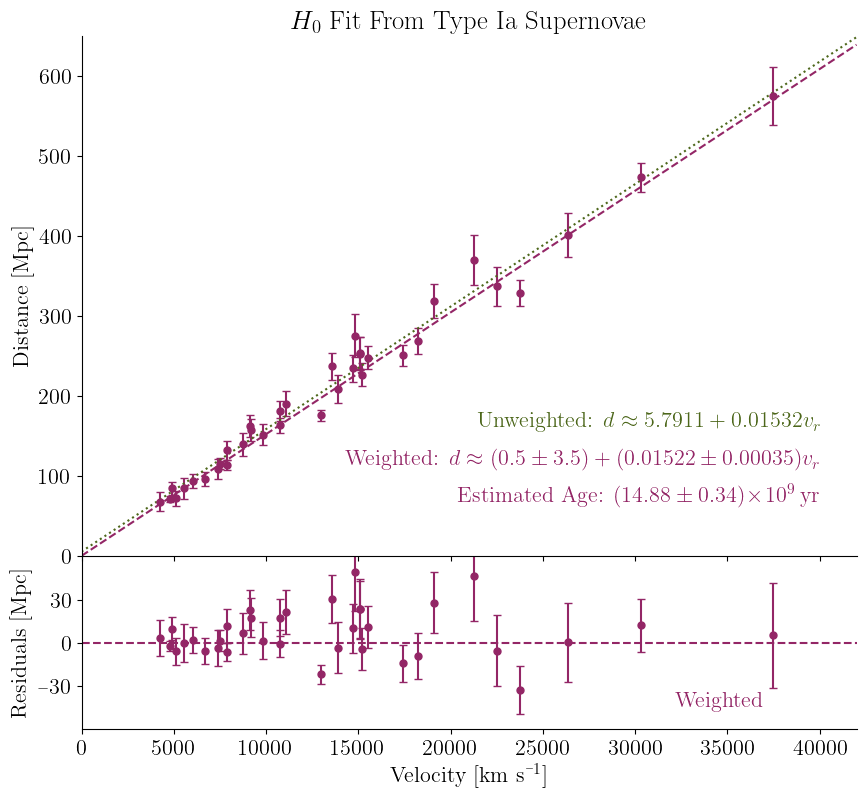 H₀ Fit From Type Ia Supernovae
600
500
400
300
200
100
0
Distance [Mpc]
Unweighted: d ≈ 5.7911 + 0.01532vᵣ
Weighted: d ≈ (0.5 ± 3.5) + (0.01522 ± 0.00035)vᵣ
Estimated Age: (14.88 ± 0.34)×10⁹ yr
30
0
−30
Residuals [Mpc]
Weighted
0 5000 10000 15000 20000 25000 30000 35000 40000
Velocity [km s⁻¹]